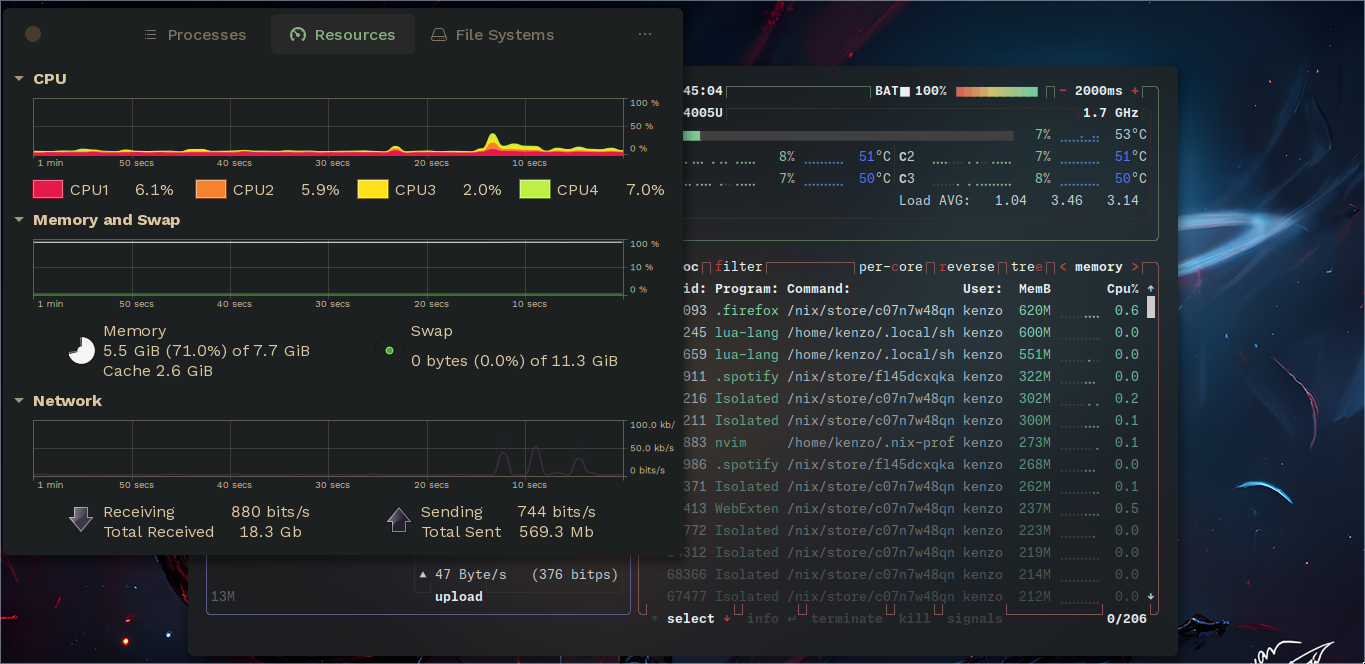 Processes
Resources
File Systems
CPU
100 %
50 %
0 %
1 min 50 secs 40 secs 30 secs 20 secs 10 secs
CPU1 6.1% CPU2 5.9% CPU3 2.0% CPU4 7.0%
Memory and Swap
100 %
10 %
0 %
1 min 50 secs 40 secs 30 secs 20 secs 10 secs
Memory
5.5 GiB (71.0%) of 7.7 GiB
Cache 2.6 GiB
Swap
0 bytes (0.0%) of 11.3 GiB
Network
100.0 kb/
50.0 kb/s
0 bits/s
1 min 50 secs 40 secs 30 secs 20 secs 10 secs
Receiving 880 bits/s
Total Received 18.3 Gb
Sending 744 bits/s
Total Sent 569.3 Mb
45:04 BAT■ 100% - 2000ms +
4005U 1.7 GHz
7% 53°C
8% 51°C C2 7% 51°C
7% 50°C C3 8% 50°C
Load AVG: 1.04 3.46 3.14
oc filter per-core reverse tree < memory >
id: Program: Command: User: MemB Cpu% ↑
093 .firefox /nix/store/c07n7w48qn kenzo 620M 0.6
245 lua-lang /home/kenzo/.local/sh kenzo 600M 0.0
659 lua-lang /home/kenzo/.local/sh kenzo 551M 0.0
911 .spotify /nix/store/fl45dcxqka kenzo 322M 0.0
216 Isolated /nix/store/c07n7w48qn kenzo 302M 0.2
211 Isolated /nix/store/c07n7w48qn kenzo 300M 0.1
883 nvim /home/kenzo/.nix-prof kenzo 273M 0.1
986 .spotify /nix/store/fl45dcxqka kenzo 268M 0.0
371 Isolated /nix/store/c07n7w48qn kenzo 262M 0.1
413 WebExten /nix/store/c07n7w48qn kenzo 237M 0.5
772 Isolated /nix/store/c07n7w48qn kenzo 223M 0.0
312 Isolated /nix/store/c07n7w48qn kenzo 219M 0.0
68366 Isolated /nix/store/c07n7w48qn kenzo 214M 0.0
67477 Isolated /nix/store/c07n7w48qn kenzo 212M 0.0 ↓
↑ select ↓ info ↵ terminate kill signals 0/206
▲ 47 Byte/s (376 bitps)
13M upload